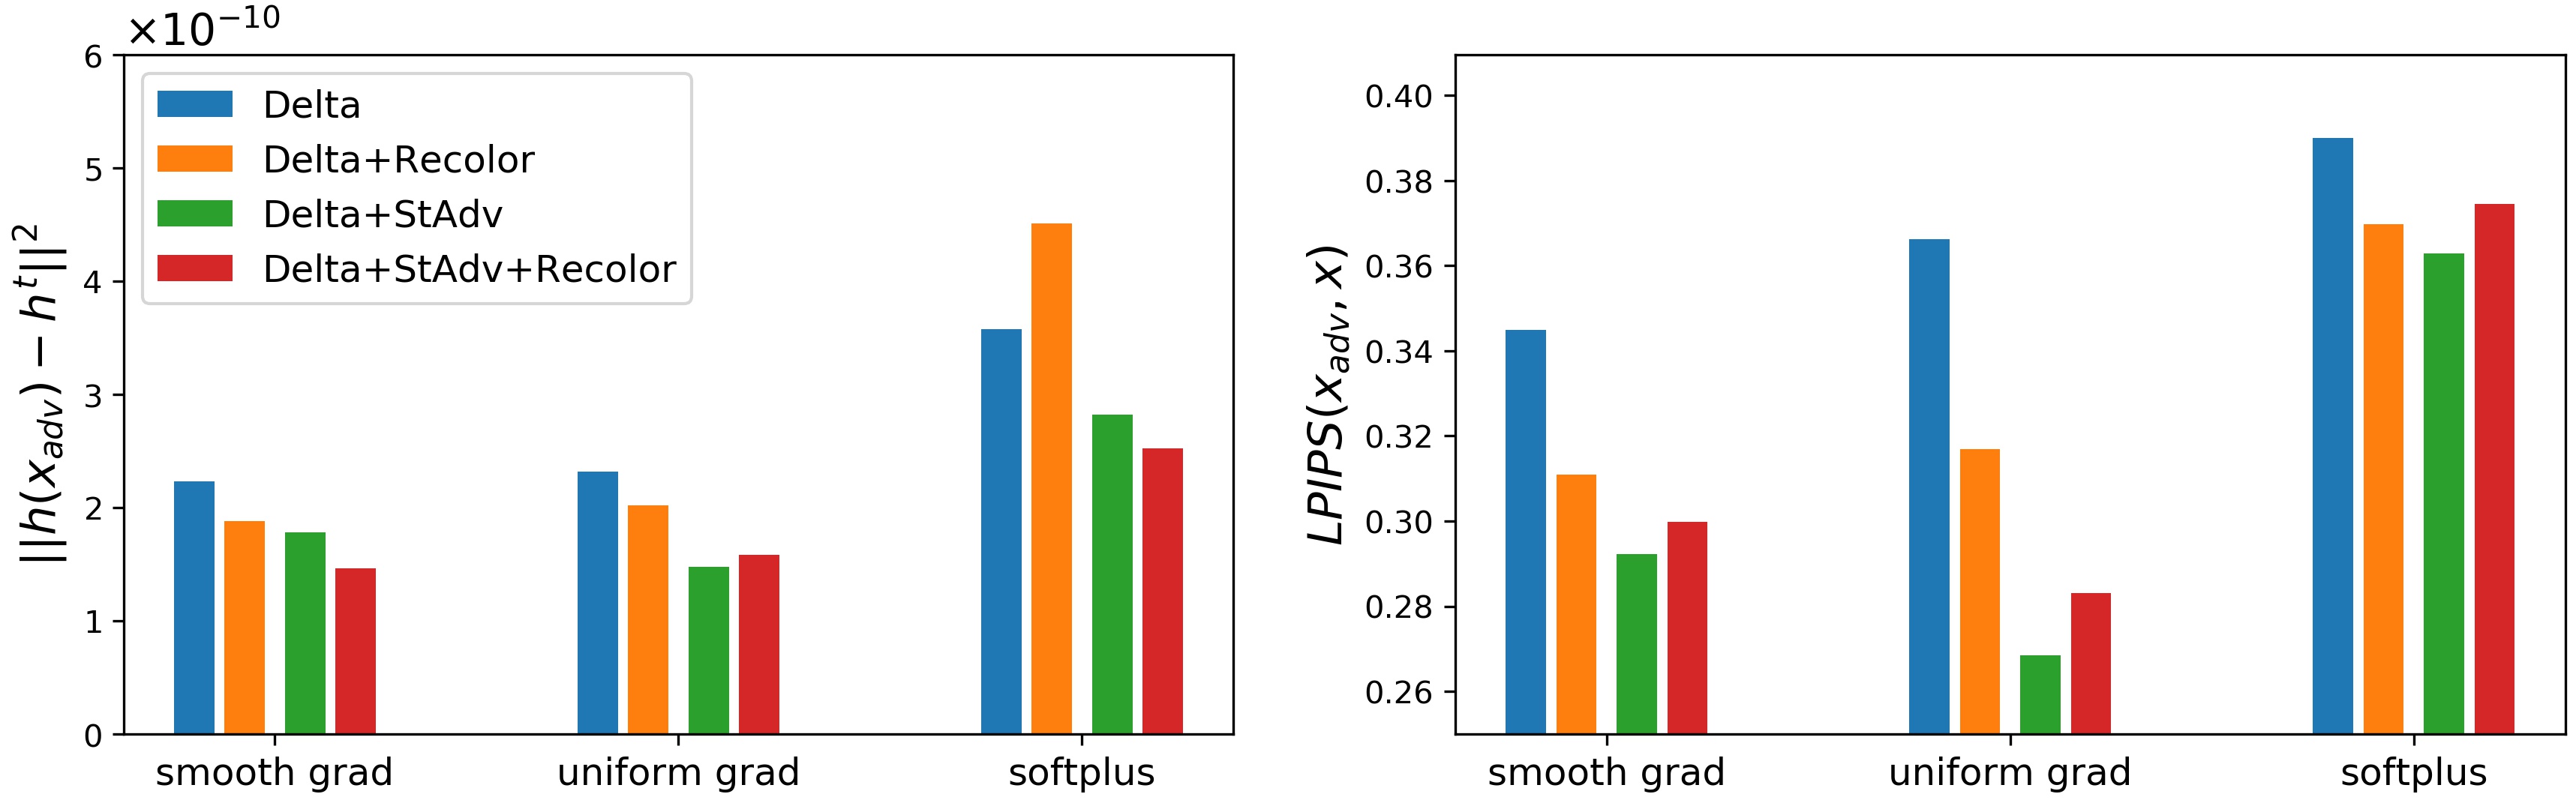 ×10⁻¹⁰
||h(x_adv) − h^t||²
6
5
4
3
2
1
0
Delta
Delta+Recolor
Delta+StAdv
Delta+StAdv+Recolor
smooth grad
uniform grad
softplus
LPIPS(x_adv, x)
0.40
0.38
0.36
0.34
0.32
0.30
0.28
0.26
smooth grad
uniform grad
softplus